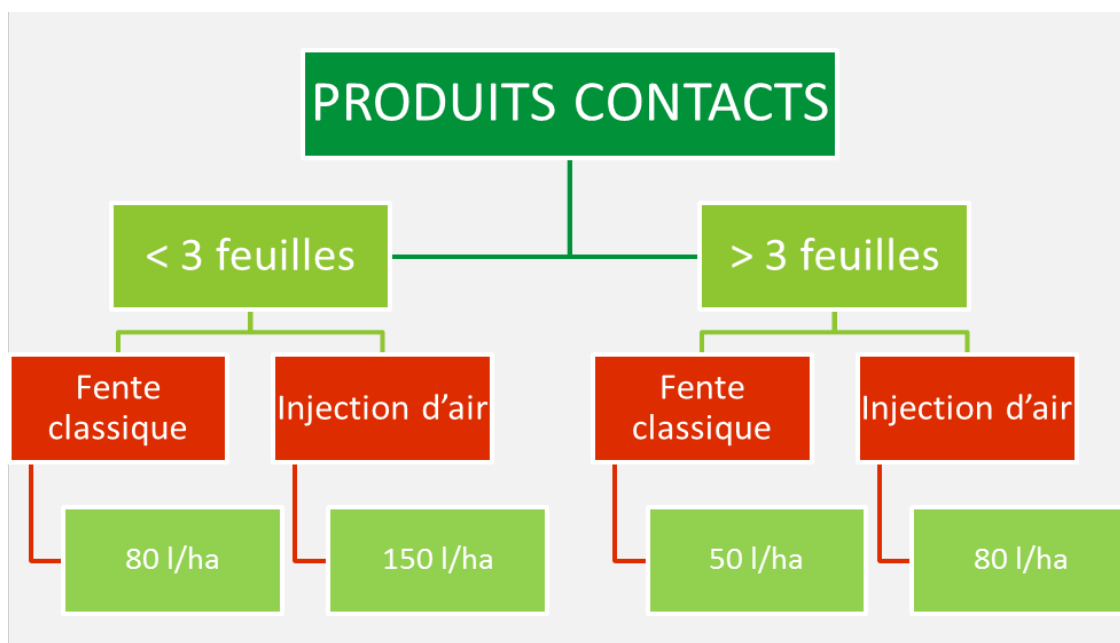 PRODUITS CONTACTS
< 3 feuilles
> 3 feuilles
Fente
classique
Injection d’air
Fente
classique
Injection d’air
80 l/ha
150 l/ha
50 l/ha
80 l/ha